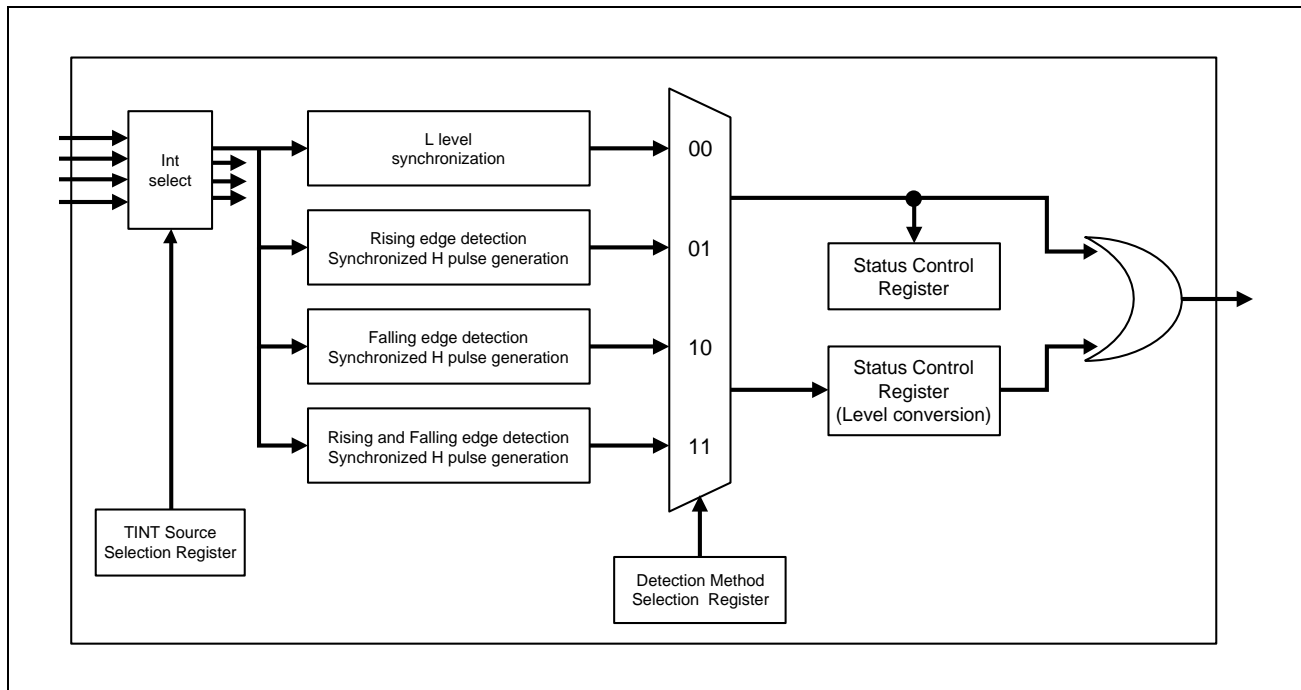 Int
select
L level
synchronization
Rising edge detection
Synchronized H pulse generation
Falling edge detection
Synchronized H pulse generation
Rising and Falling edge detection
Synchronized H pulse generation
00
01
10
11
Status Control
Register
Status Control
Register
(Level conversion)
TINT Source
Selection Register
Detection Method
Selection Register